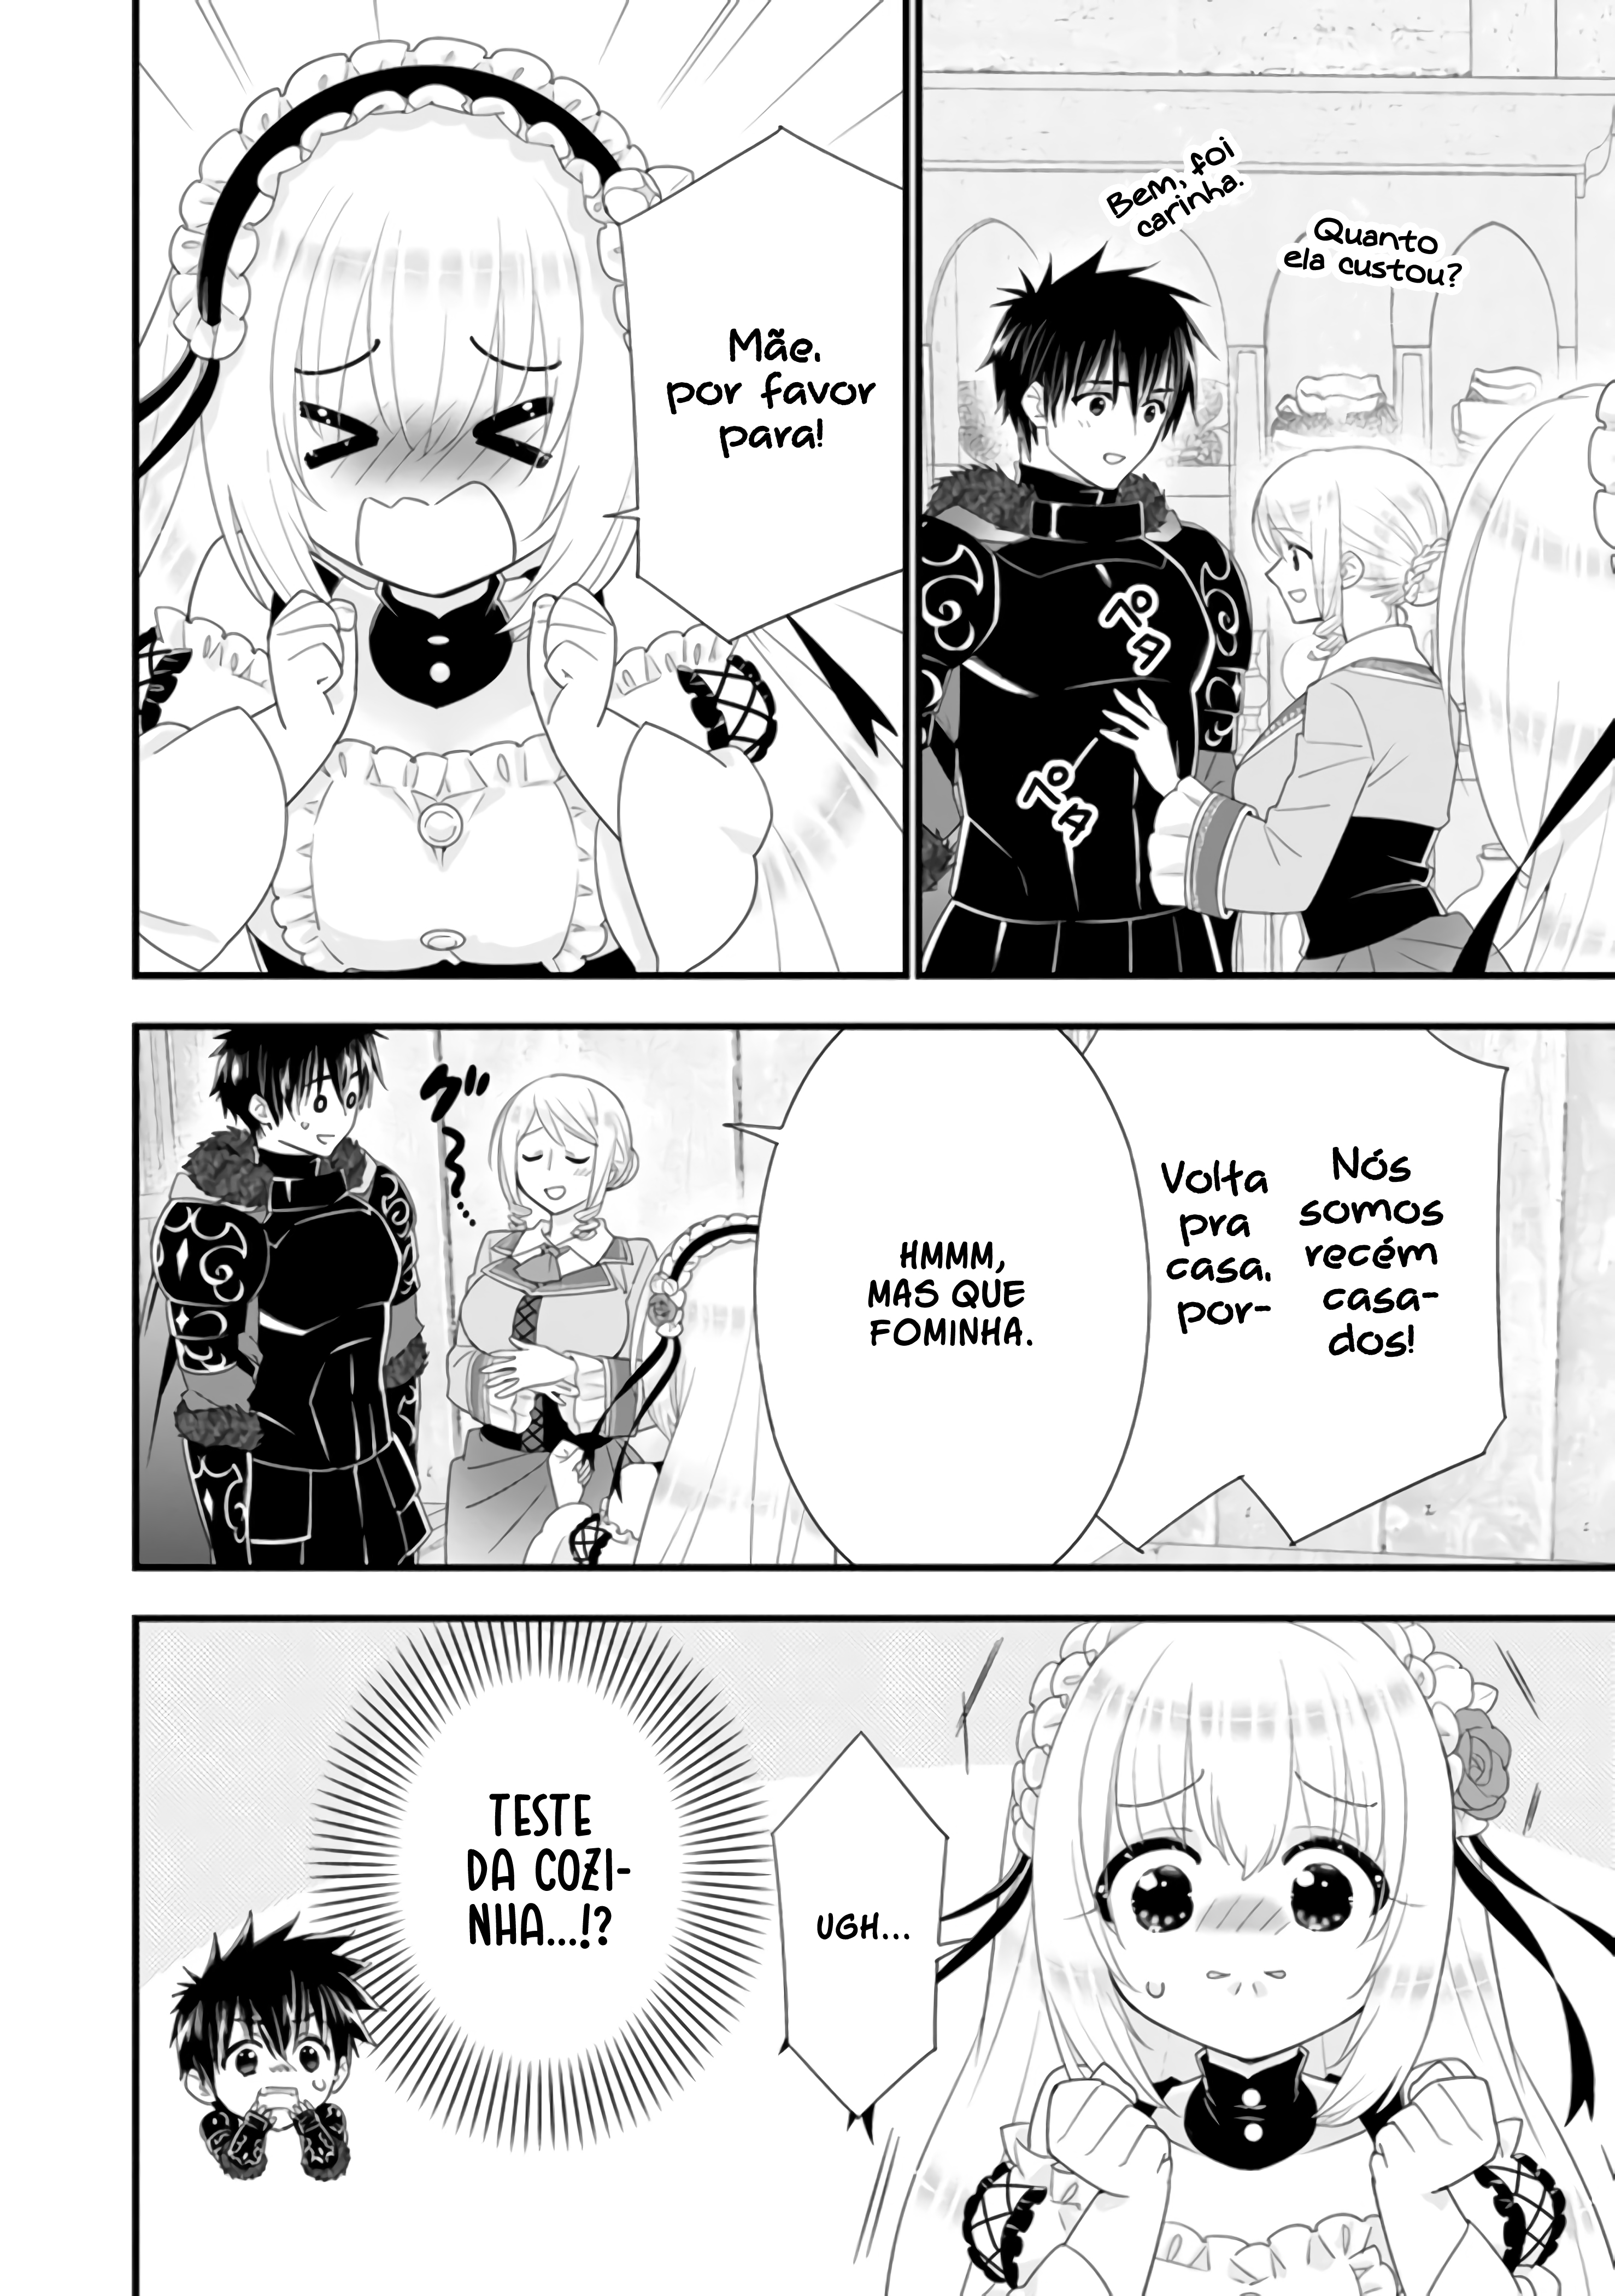 Quanto
ela custou?
Bem, foi
carinha.
ペタ
ペタ
Mãe.
por favor
para!
Nós
somos
recém
casa-
dos!
Volta
pra
casa.
por-
HMMM,
MAS QUE
FOMINHA.
グッ
UGH...
TESTE
DA COZI-
NHA...!?